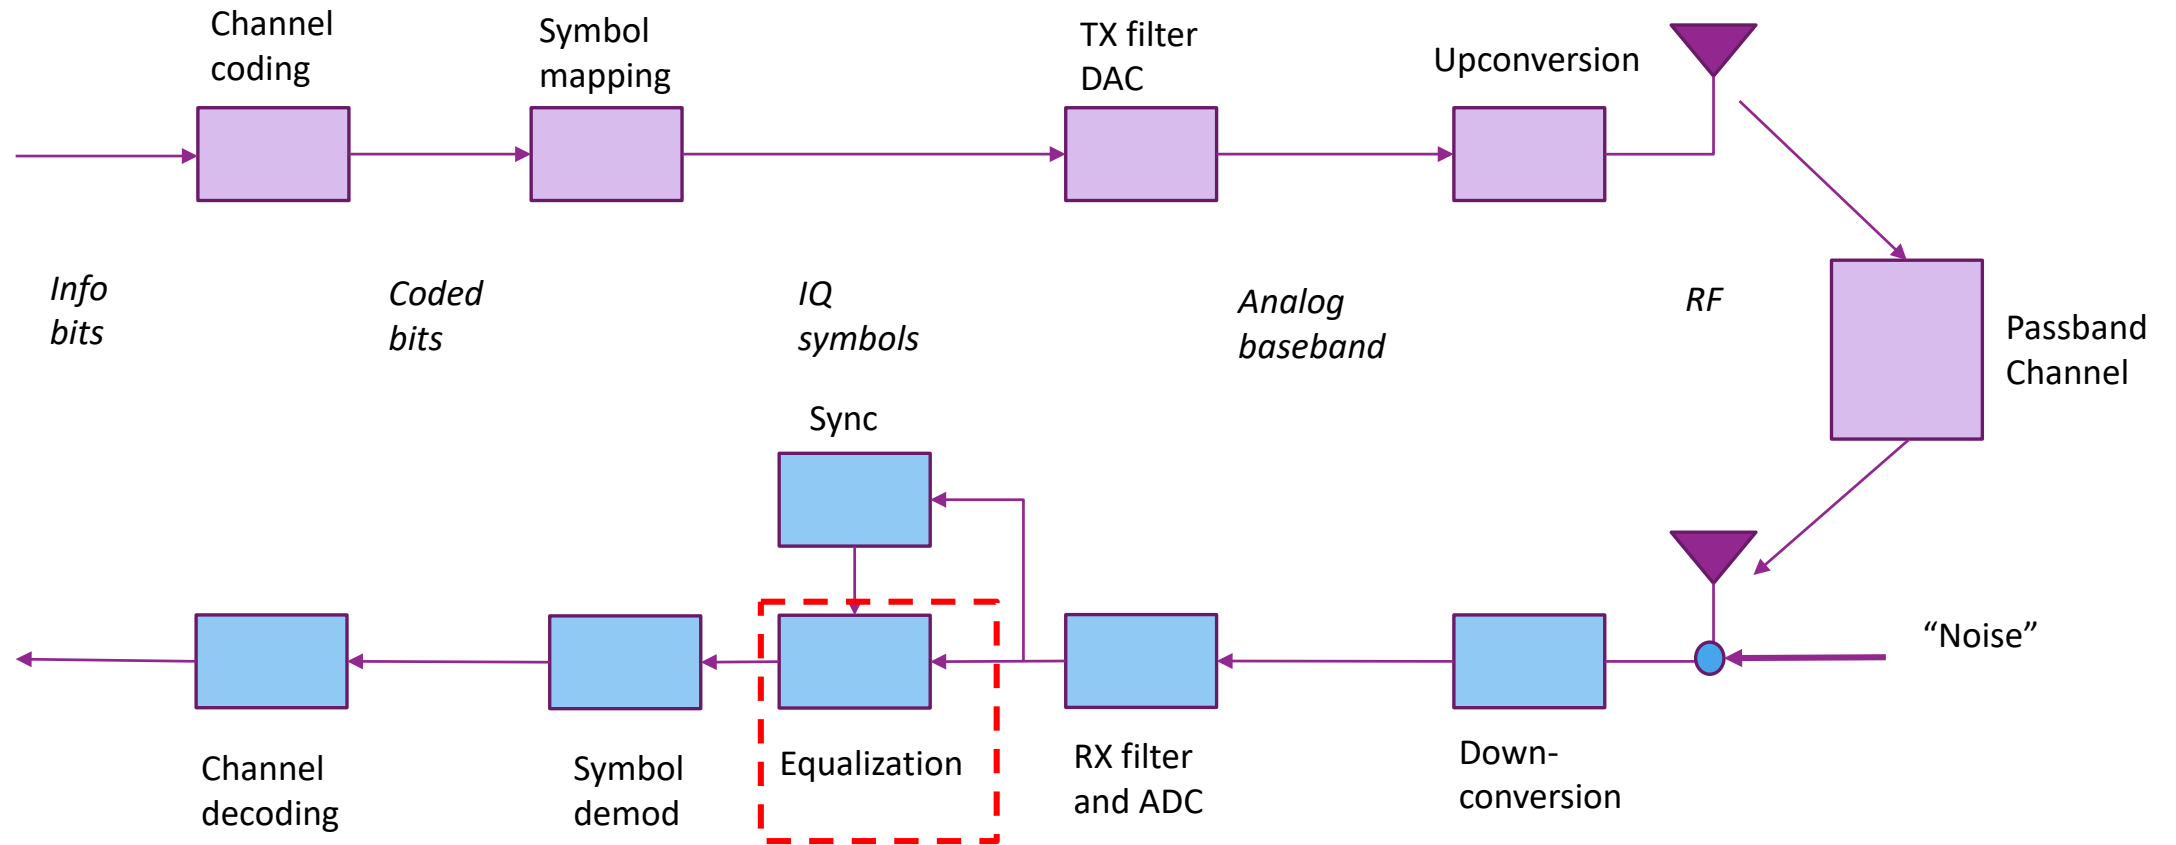 Channel
coding
Symbol
mapping
TX filter
DAC
Upconversion
Info
bits
Coded
bits
IQ
symbols
Analog
baseband
RF
Passband
Channel
Sync
“Noise”
Channel
decoding
Symbol
demod
Equalization
RX filter
and ADC
Down-
conversion